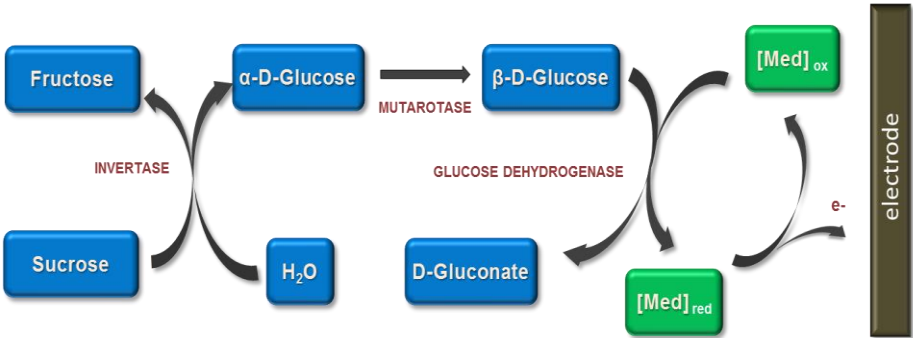 Fructose
α-D-Glucose
β-D-Glucose
[Med] ox
MUTAROTASE
INVERTASE
GLUCOSE DEHYDROGENASE
electrode
e-
Sucrose
H₂O
D-Gluconate
[Med] red